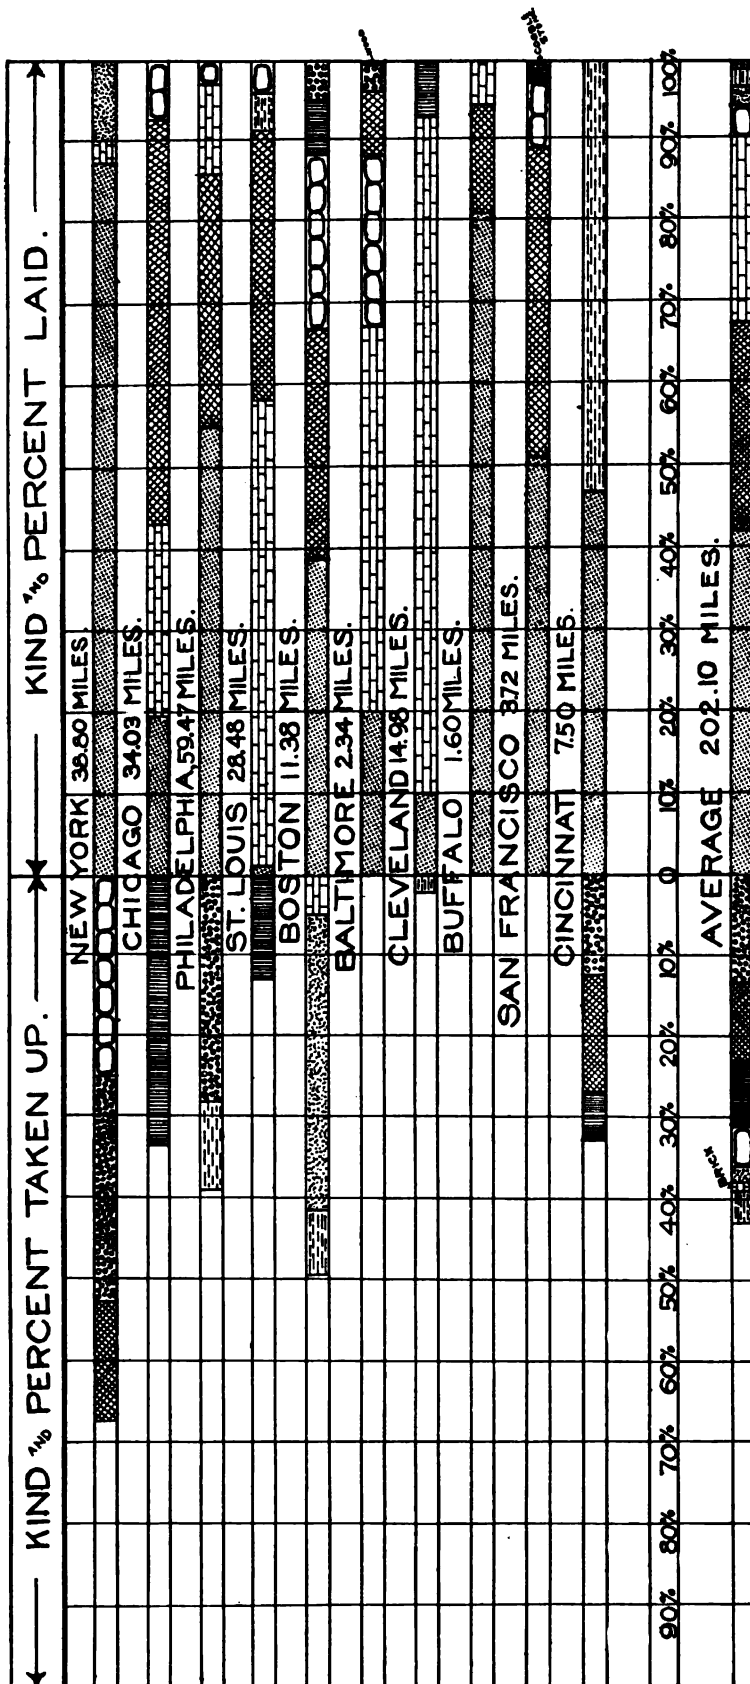 KIND AND PERCENT TAKEN UP.
KIND AND PERCENT LAID.
NEW YORK 38.80 MILES.
CHICAGO 34.03 MILES.
PHILADELPHIA, 59.47 MILES.
ST. LOUIS 28.48 MILES.
BOSTON 11.38 MILES.
BALTIMORE 2.34 MILES.
CLEVELAND 14.98 MILES.
BUFFALO 1.60 MILES.
SAN FRANCISCO 3.72 MILES.
COBBLE STONE
CINCINNATI 7.50 MILES.
90% 80% 70% 60% 50% 40% 30% 20% 10% 0 10% 20% 30% 40% 50% 60% 70% 80% 90% 100%
AVERAGE 202.10 MILES.
BRICK